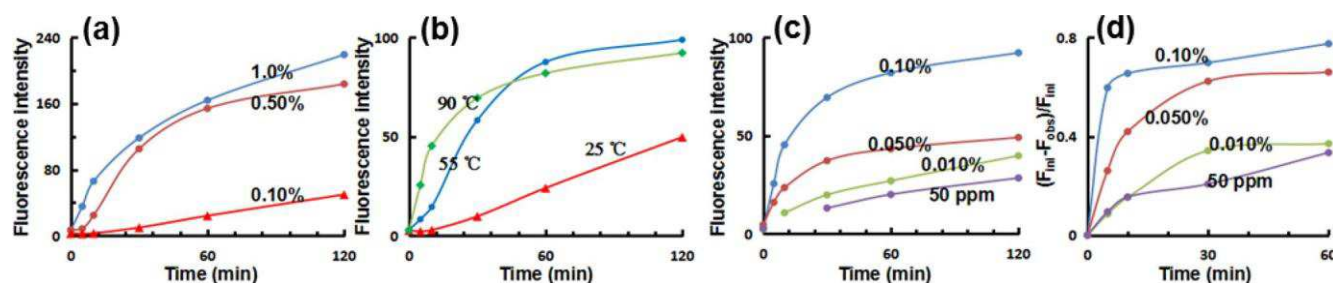 (a)
Fluorescence intensity
240
160
80
0
1.0%
0.50%
0.10%
0
60
120
Time (min)
(b)
Fluorescence intensity
100
50
0
90 ℃
55 ℃
25 ℃
0
60
120
Time (min)
(c)
Fluorescence intensity
100
50
0
0.10%
0.050%
0.010%
50 ppm
0
60
120
Time (min)
(d)
(F_inl-F_obs)/F_inl
0.8
0.4
0
0.10%
0.050%
0.010%
50 ppm
0
30
60
Time (min)